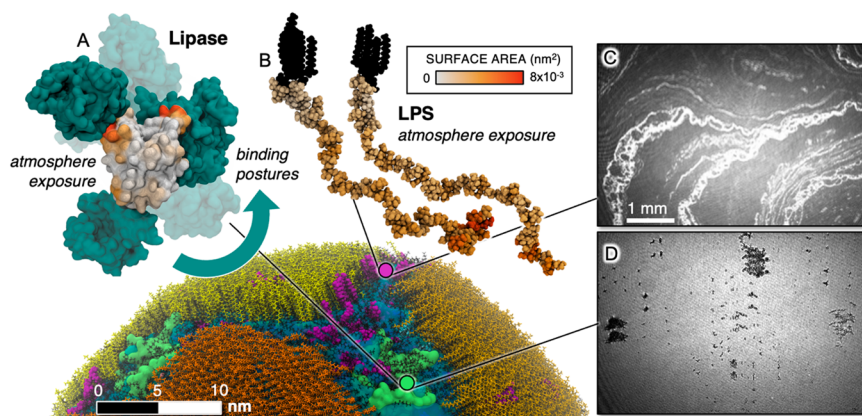 A
Lipase
atmosphere
exposure
binding
postures
B
SURFACE AREA (nm²)
0
8x10⁻³
LPS
atmosphere exposure
C
1 mm
D
0 5 10
nm